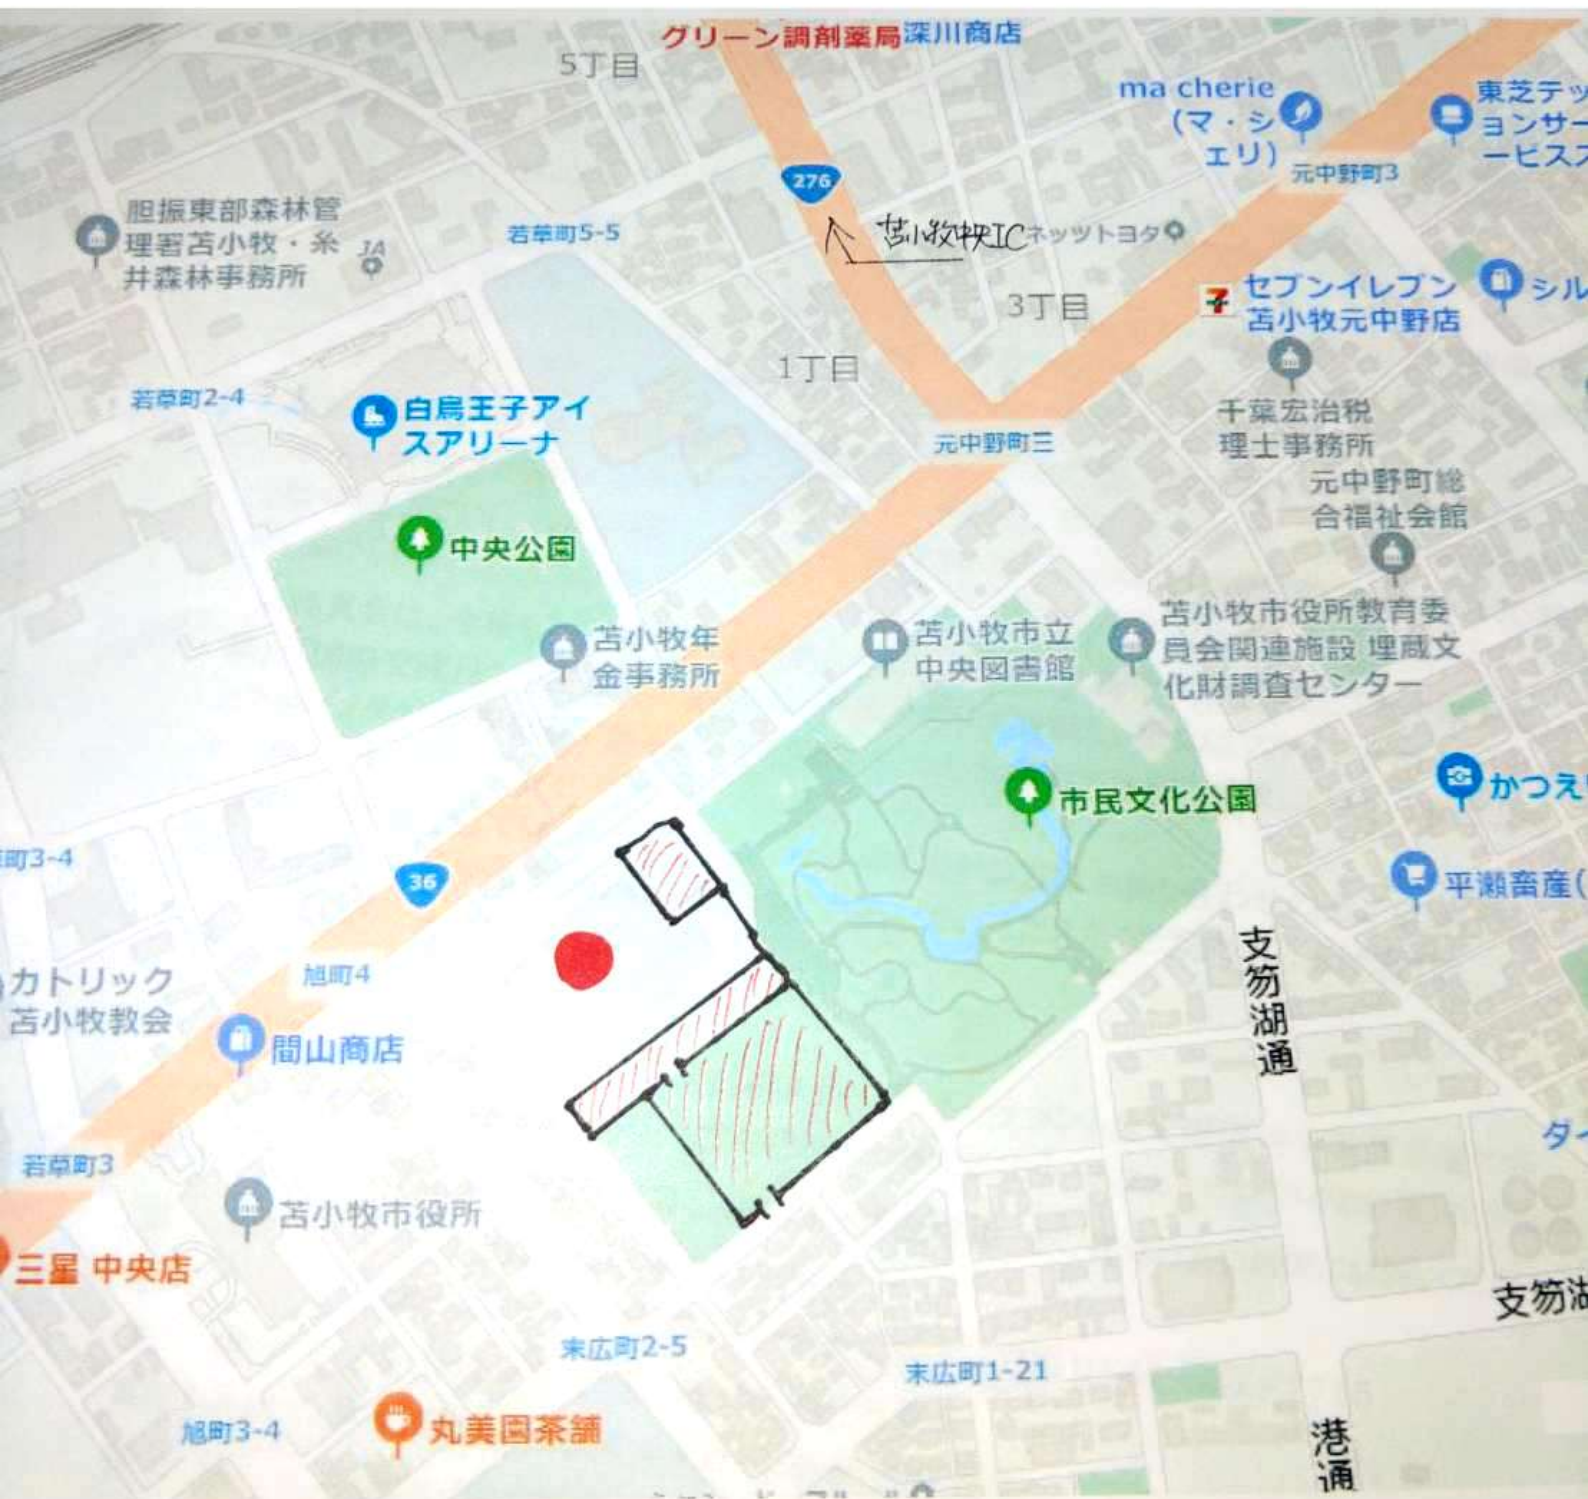 グリーン調剤薬局
深川商店
5丁目
ma cherie
(マ・シ
ェリ)
東芝テッ
ョンサー
ービスス
元中野町3
276
胆振東部森林管
理署苫小牧・糸
井森林事務所
JA
若草町5-5
苫小牧中央IC
ネッツトヨタ
セブンイレブン
苫小牧元中野店
シル
3丁目
1丁目
若草町2-4
白鳥王子アイ
スアリーナ
千葉宏治税
理士事務所
元中野町三
元中野町総
合福祉会館
中央公園
苫小牧年
金事務所
苫小牧市立
中央図書館
苫小牧市役所教育委
員会関連施設 埋蔵文
化財調査センター
市民文化公園
かつえ
町3-4
36
平瀬畜産(
支笏湖通
カトリック
苫小牧教会
旭町4
間山商店
若草町3
苫小牧市役所
ダイ
三星 中央店
支笏湖
末広町2-5
末広町1-21
旭町3-4
丸美園茶舗
港通